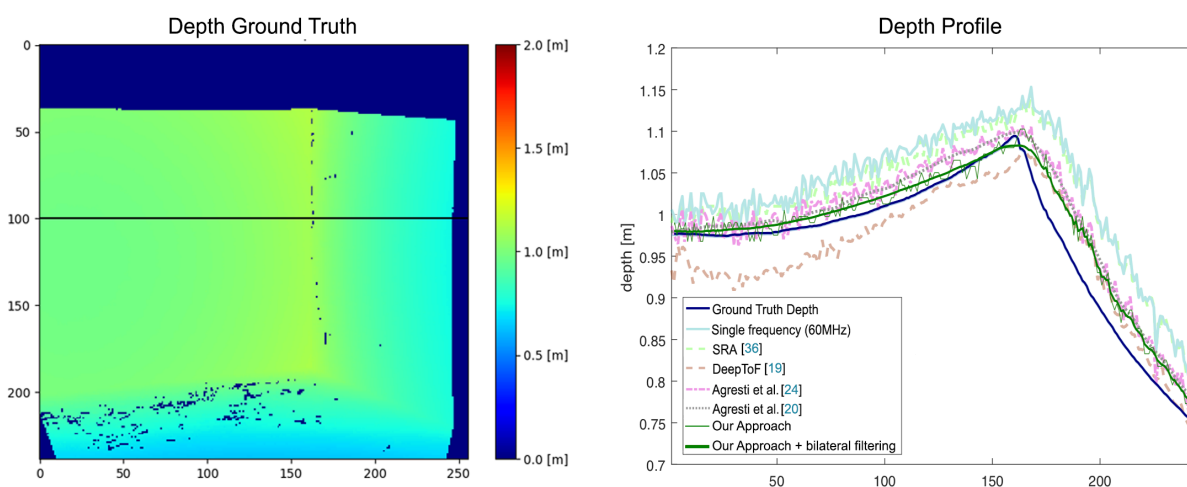 Depth Ground Truth
0
50
100
150
200
0
50
100
150
200
250
2.0 [m]
1.5 [m]
1.0 [m]
0.5 [m]
0.0 [m]
Depth Profile
depth [m]
1.2
1.15
1.1
1.05
1
0.95
0.9
0.85
0.8
0.75
0.7
Ground Truth Depth
Single frequency (60MHz)
SRA [36]
DeepToF [19]
Agresti et al. [24]
Agresti et al. [20]
Our Approach
Our Approach + bilateral filtering
50
100
150
200